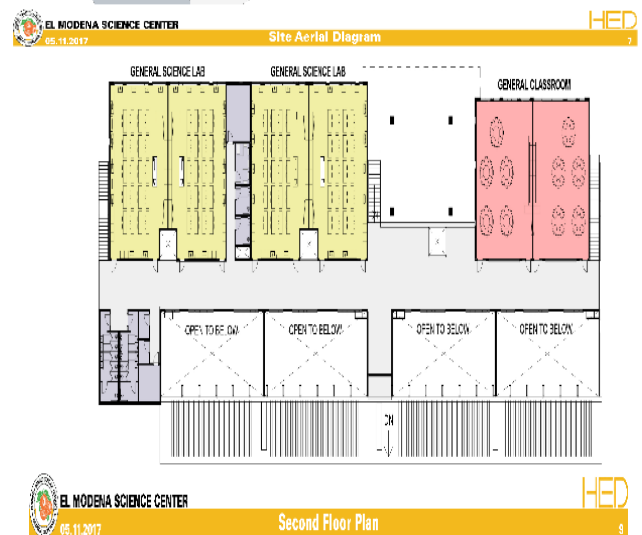 EL MODENA SCIENCE CENTER
HED
05.11.2017
Site Aerial Diagram
7
GENERAL SCIENCE LAB
GENERAL SCIENCE LAB
GENERAL CLASSROOM
OPEN TO BELOW
OPEN TO BELOW
OPEN TO BELOW
OPEN TO BELOW
DN
EL MODENA SCIENCE CENTER
HED
05.11.2017
Second Floor Plan
9